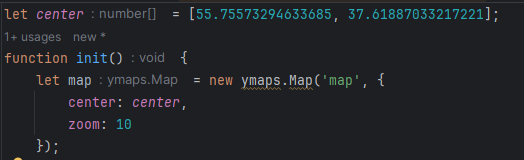 let center : number[] = [55.75573294633685, 37.61887033217221];
1+ usages new *
function init() : void {
let map : ymaps.Map = new ymaps.Map('map', {
center: center,
zoom: 10
});